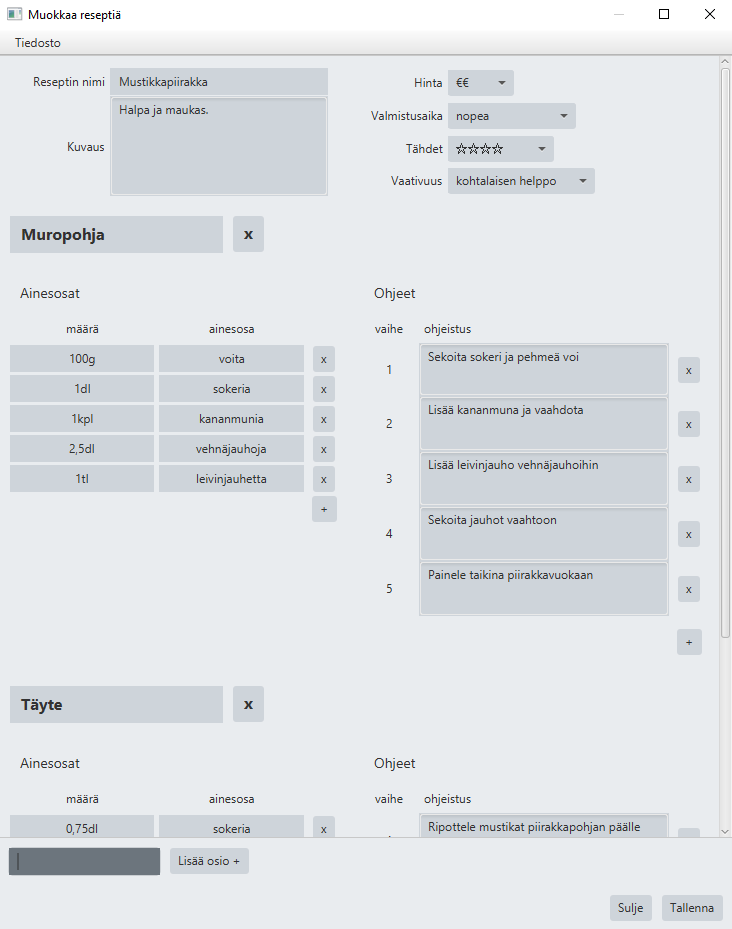 Muokkaa reseptiä
Tiedosto
Reseptin nimi Mustikkapiirakka
Kuvaus Halpa ja maukas.
Hinta €€
Valmistusaika nopea
Tähdet ☆☆☆☆
Vaativuus kohtalaisen helppo
Muropohja x
Ainesosat
määrä ainesosa
100g voita x
1dl sokeria x
1kpl kananmunia x
2,5dl vehnäjauhoja x
1tl leivinjauhetta x
+
Ohjeet
vaihe ohjeistus
1 Sekoita sokeri ja pehmeä voi x
2 Lisää kananmuna ja vaahdota x
3 Lisää leivinjauho vehnäjauhoihin x
4 Sekoita jauhot vaahtoon x
5 Painele taikina piirakkavuokaan x
+
Täyte x
Ainesosat
määrä ainesosa
0,75dl sokeria x
Ohjeet
vaihe ohjeistus
Ripottele mustikat piirakkapohjan päälle
Lisää osio +
Sulje Tallenna